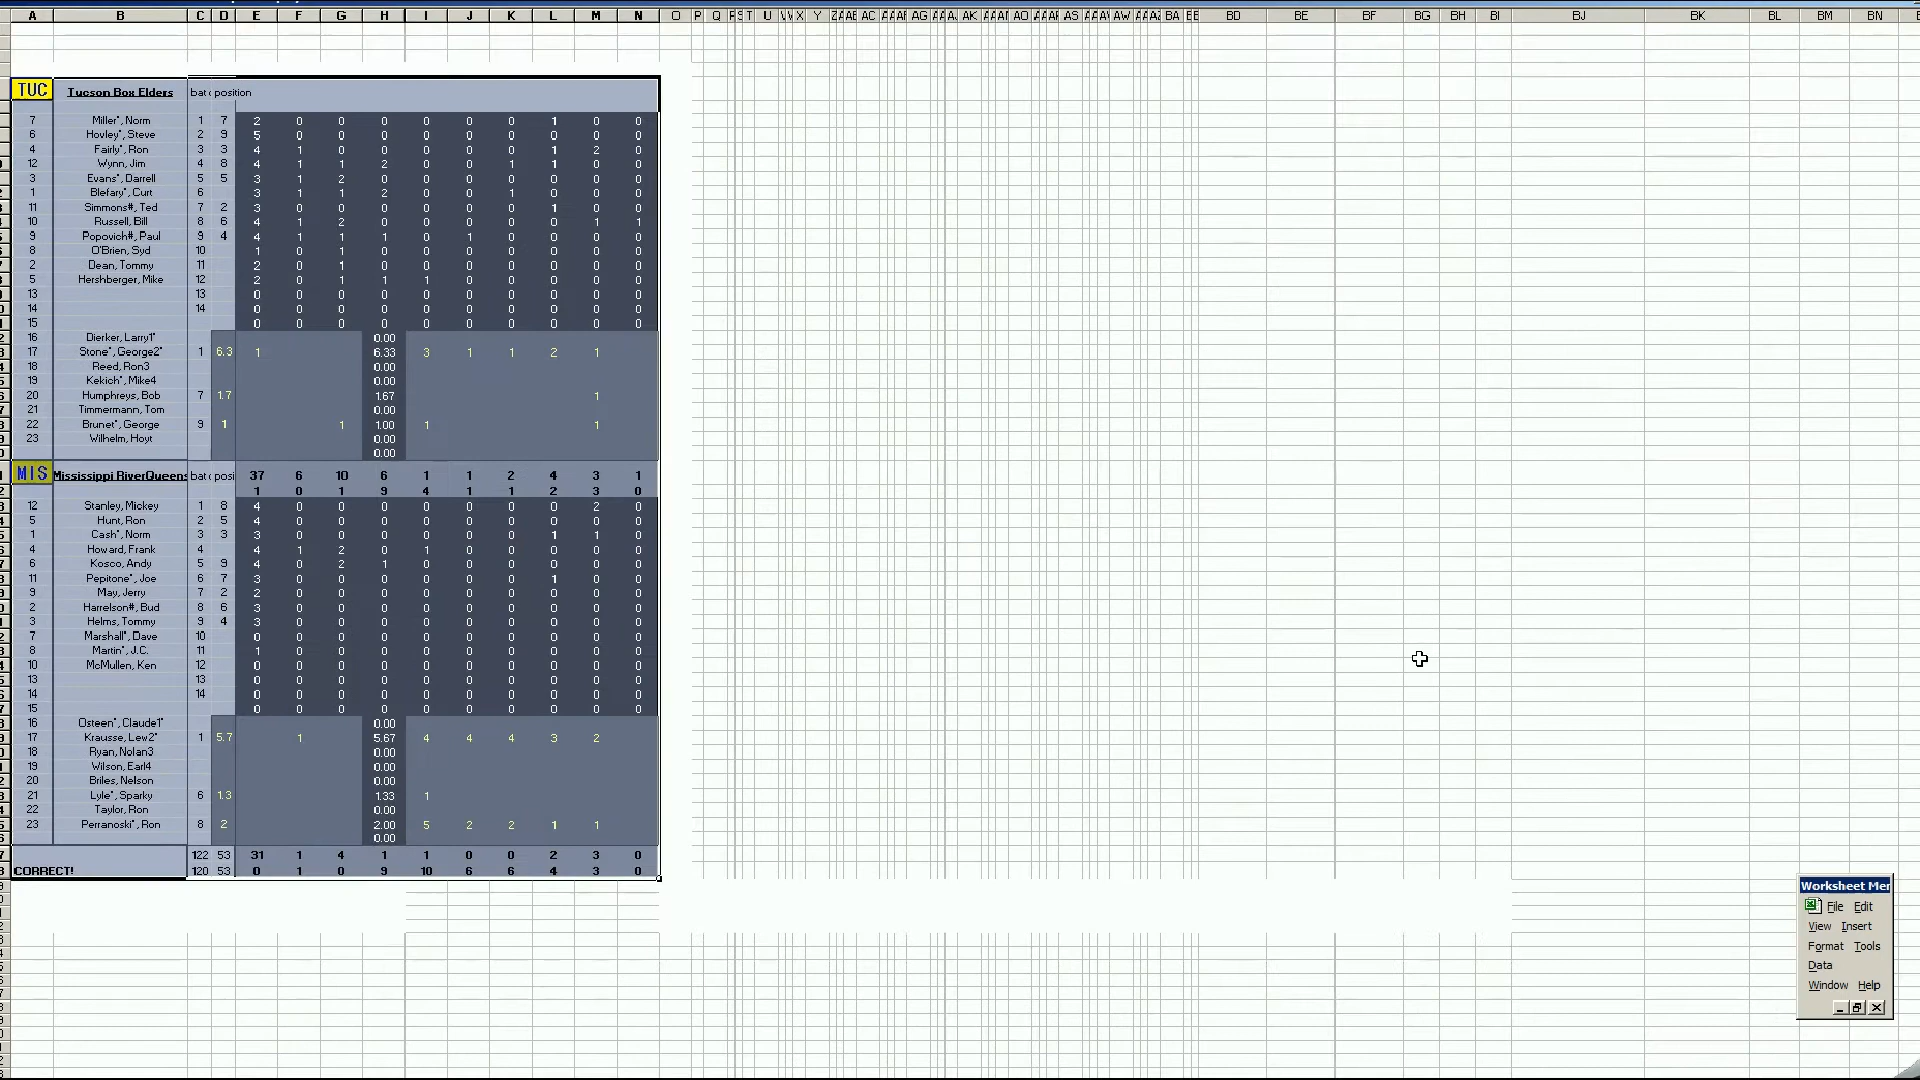 A B C D E F G H I J K L M N O P Q R S T U V W X Y Z AC AG AK AO AS AW BA BD BE BF BG BH BI BJ BK BL BM BN
TUC Tucson Box Elders bat position
7 Miller*, Norm 1 7 2 0 0 0 0 0 0 1 0 0
6 Hovley*, Steve 2 9 5 0 0 0 0 0 0 0 0 0
4 Fairly*, Ron 3 3 4 1 0 0 0 0 0 1 2 0
12 Wynn, Jim 4 8 4 1 1 2 0 0 1 1 0 0
3 Evans*, Darrell 5 5 3 1 2 0 0 0 0 0 0 0
1 Blefary*, Curt 6 3 1 1 2 0 0 1 0 0 0
11 Simmons#, Ted 7 2 3 0 0 0 0 0 0 1 0 0
10 Russell, Bill 8 6 4 1 2 0 0 0 0 0 1 1
9 Popovich#, Paul 9 4 4 1 1 1 0 1 0 0 0 0
8 O'Brien, Syd 10 1 0 1 0 0 0 0 0 0 0
2 Dean, Tommy 11 2 0 1 0 0 0 0 0 0 0
5 Hershberger, Mike 12 2 0 1 1 1 0 0 0 0 0
13 13 0 0 0 0 0 0 0 0 0 0
14 14 0 0 0 0 0 0 0 0 0 0
15 0 0 0 0 0 0 0 0 0 0
16 Dierker, Larry1* 0.00
17 Stone*, George2* 1 6.3 1 6.33 3 1 1 2 1
18 Reed, Ron3 0.00
19 Kekich*, Mike4 0.00
20 Humphreys, Bob 7 1.7 1.67 1
21 Timmermann, Tom 0.00
22 Brunet*, George 9 1 1 1.00 1 1
23 Wilhelm, Hoyt 0.00
0.00
MIS Mississippi RiverQueens bat posi 37 6 10 6 1 1 2 4 3 1
1 0 1 9 4 1 1 2 3 0
12 Stanley, Mickey 1 8 4 0 0 0 0 0 0 0 2 0
5 Hunt, Ron 2 5 4 0 0 0 0 0 0 0 0 0
1 Cash*, Norm 3 3 3 0 0 0 0 0 0 1 1 0
4 Howard, Frank 4 4 1 2 0 1 0 0 0 0 0
6 Kosco, Andy 5 9 4 0 2 1 0 0 0 0 0 0
11 Pepitone*, Joe 6 7 3 0 0 0 0 0 0 1 0 0
9 May, Jerry 7 2 2 0 0 0 0 0 0 0 0 0
2 Harrelson#, Bud 8 6 3 0 0 0 0 0 0 0 0 0
3 Helms, Tommy 9 4 3 0 0 0 0 0 0 0 0 0
7 Marshall*, Dave 10 0 0 0 0 0 0 0 0 0 0
8 Martin*, J.C. 11 1 0 0 0 0 0 0 0 0 0
10 McMullen, Ken 12 0 0 0 0 0 0 0 0 0 0
13 13 0 0 0 0 0 0 0 0 0 0
14 14 0 0 0 0 0 0 0 0 0 0
15 0 0 0 0 0 0 0 0 0 0
16 Osteen*, Claude1* 0.00
17 Krausse, Lew2* 1 5.7 1 5.67 4 4 4 3 2
18 Ryan, Nolan3 0.00
19 Wilson, Earl4 0.00
20 Briles, Nelson 0.00
21 Lyle*, Sparky 6 1.3 1.33 1
22 Taylor, Ron 0.00
23 Perranoski*, Ron 8 2 2.00 5 2 2 1 1
0.00
122 53 31 1 4 1 1 0 0 2 3 0
CORRECT! 120 53 0 1 0 9 10 6 6 4 3 0
Worksheet Men
File Edit
View Insert
Format Tools
Data
Window Help